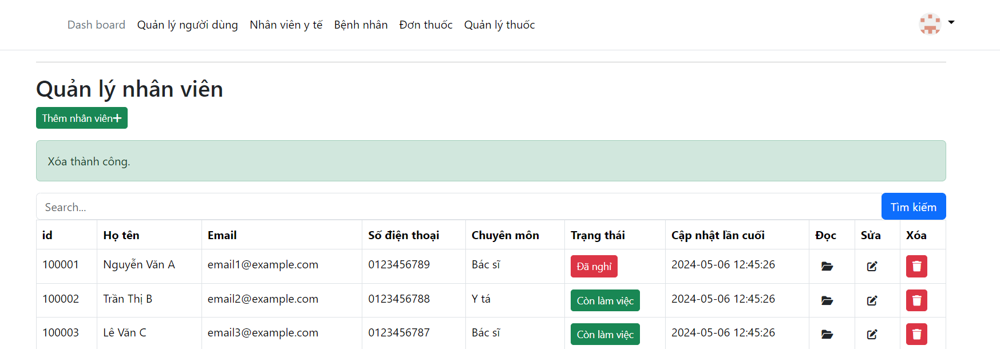 Dash board Quản lý người dùng Nhân viên y tế Bệnh nhân Đơn thuốc Quản lý thuốc
Quản lý nhân viên
Thêm nhân viên+
Xóa thành công.
Search... Tìm kiếm
id Họ tên Email Số điện thoại Chuyên môn Trạng thái Cập nhật lần cuối Đọc Sửa Xóa
100001 Nguyễn Văn A email1@example.com 0123456789 Bác sĩ Đã nghỉ 2024-05-06 12:45:26
100002 Trần Thị B email2@example.com 0123456788 Y tá Còn làm việc 2024-05-06 12:45:26
100003 Lê Văn C email3@example.com 0123456787 Bác sĩ Còn làm việc 2024-05-06 12:45:26